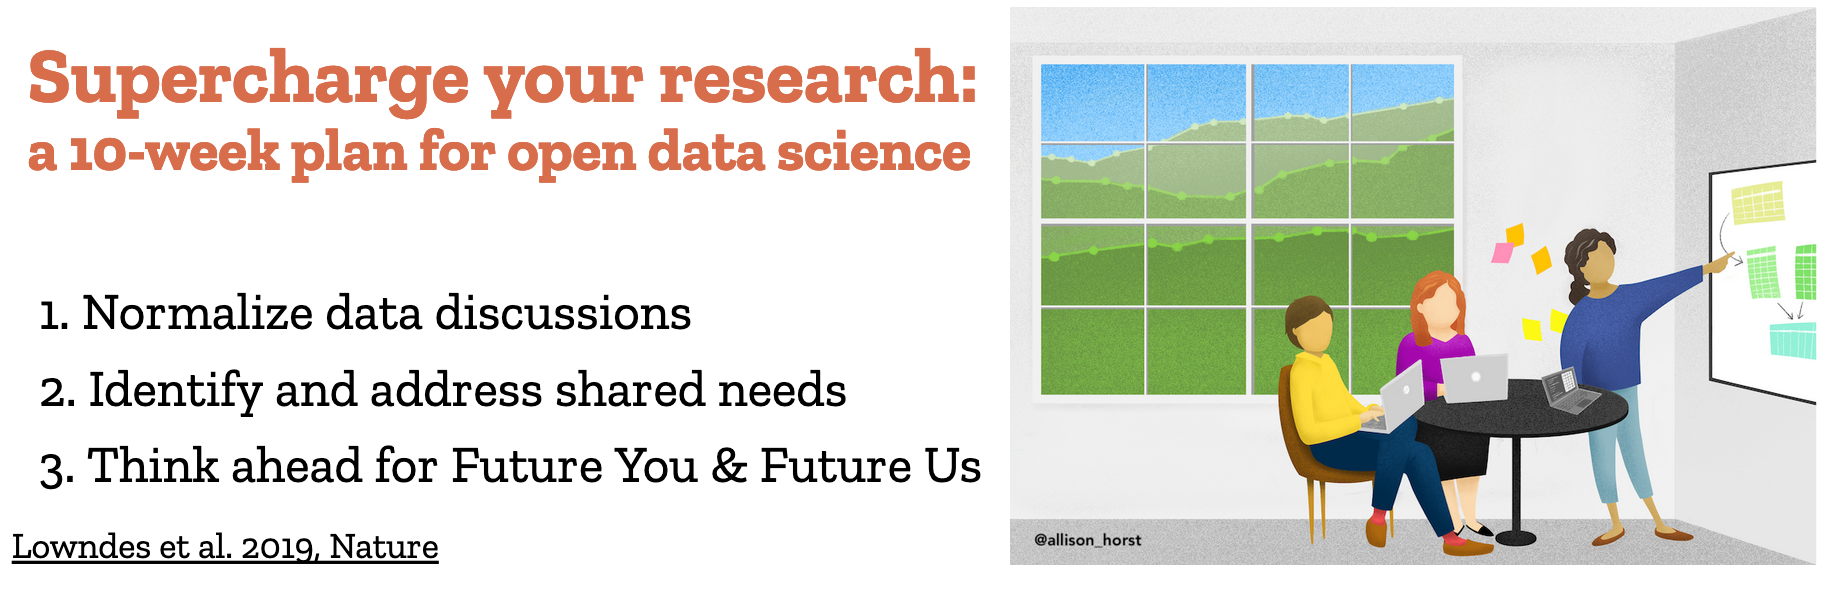 Supercharge your research:
a 10-week plan for open data science
1. Normalize data discussions
2. Identify and address shared needs
3. Think ahead for Future You & Future Us
Lowndes et al. 2019, Nature
@allison_horst